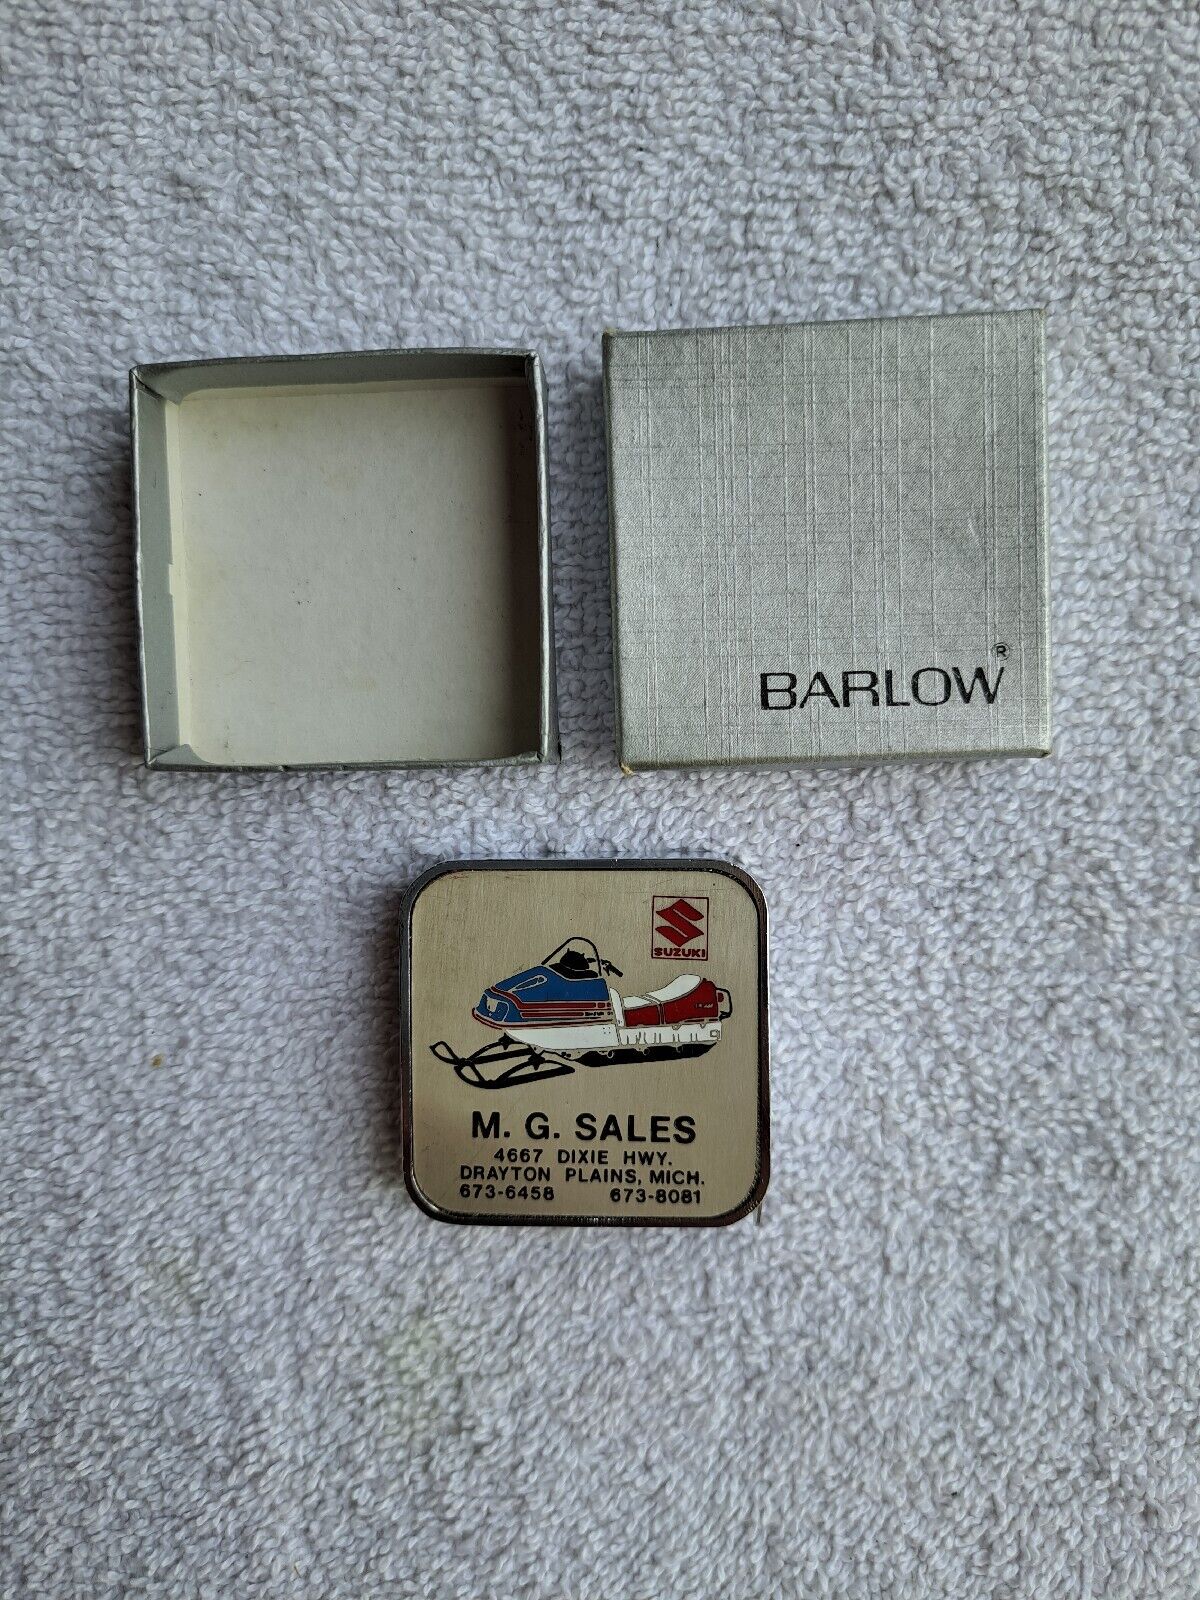 BARLOW®
SUZUKI
M. G. SALES
4667 DIXIE HWY.
DRAYTON PLAINS, MICH.
673-6458 673-8081